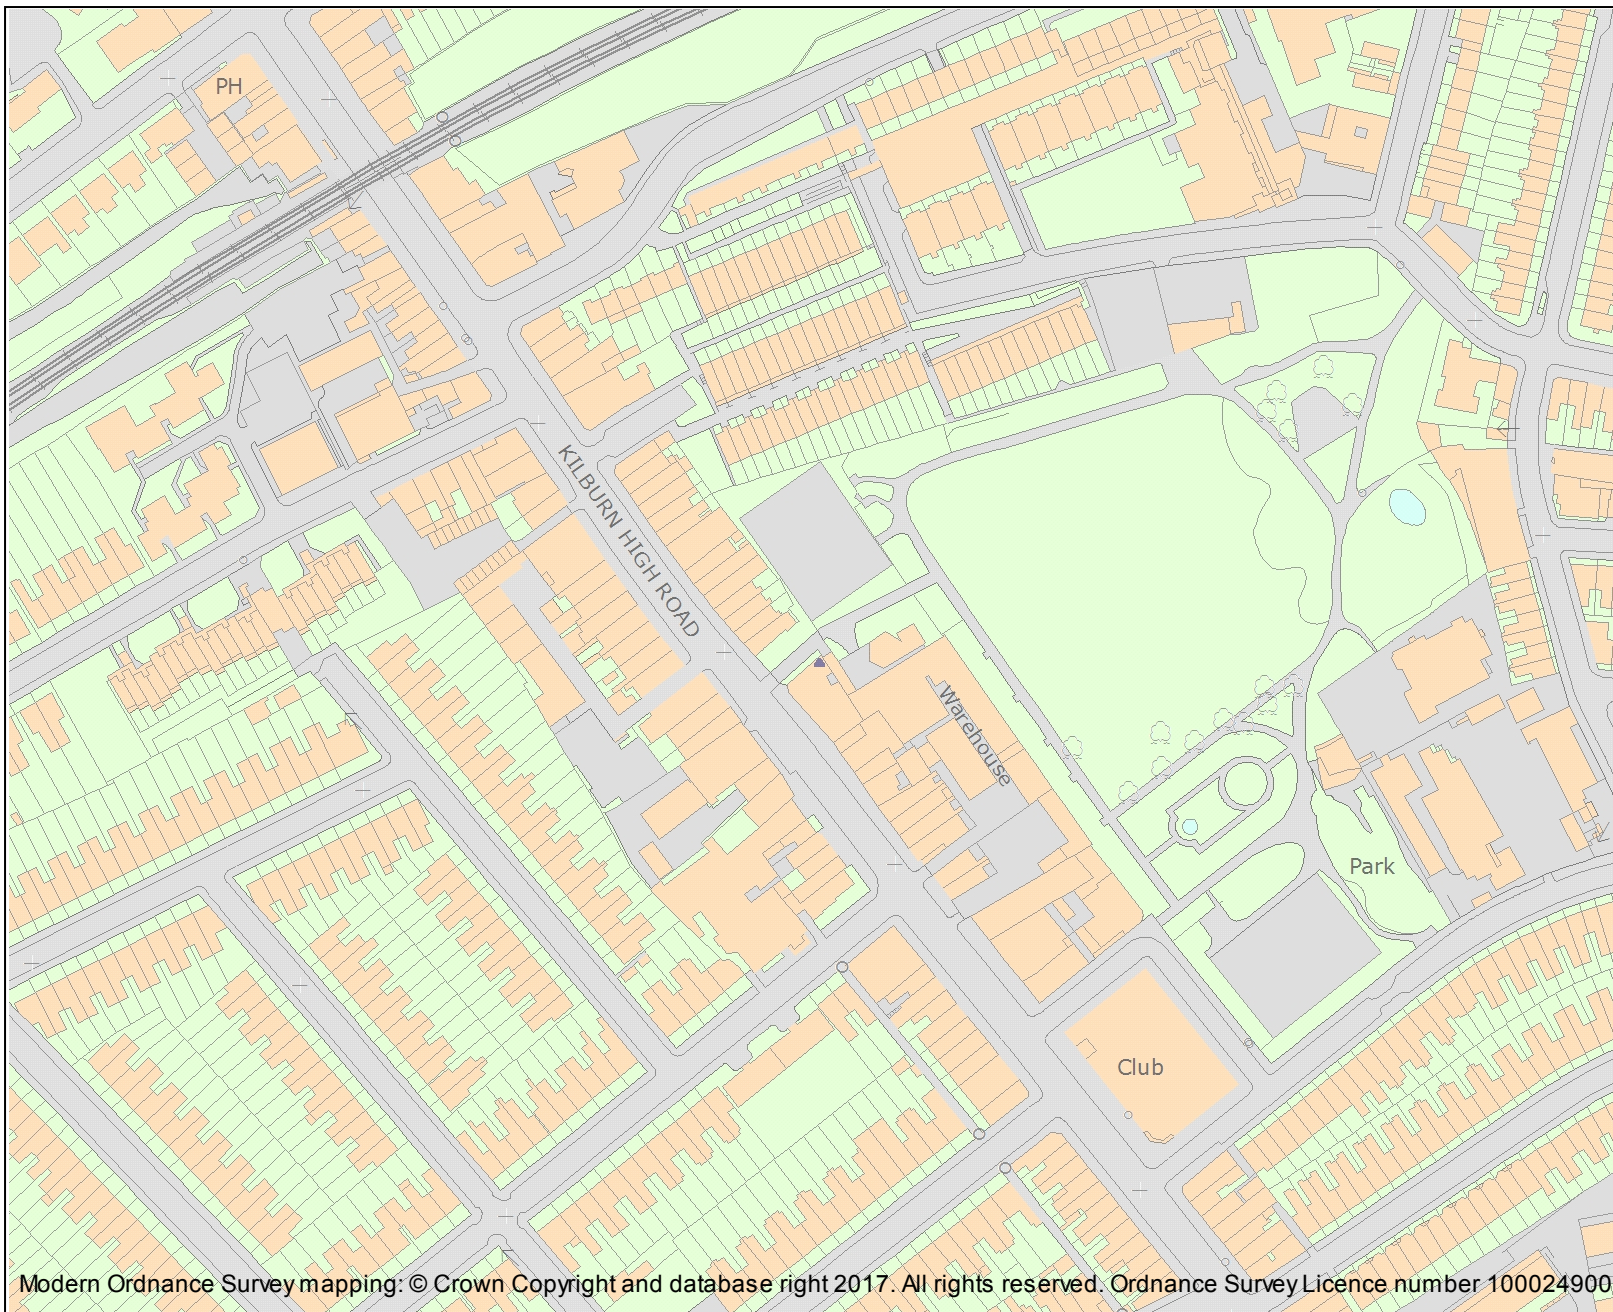 PH
KILBURN HIGH ROAD
Warehouse
Park
Club
Modern Ordnance Survey mapping: © Crown Copyright and database right 2017. All rights reserved. Ordnance Survey Licence number 100024900